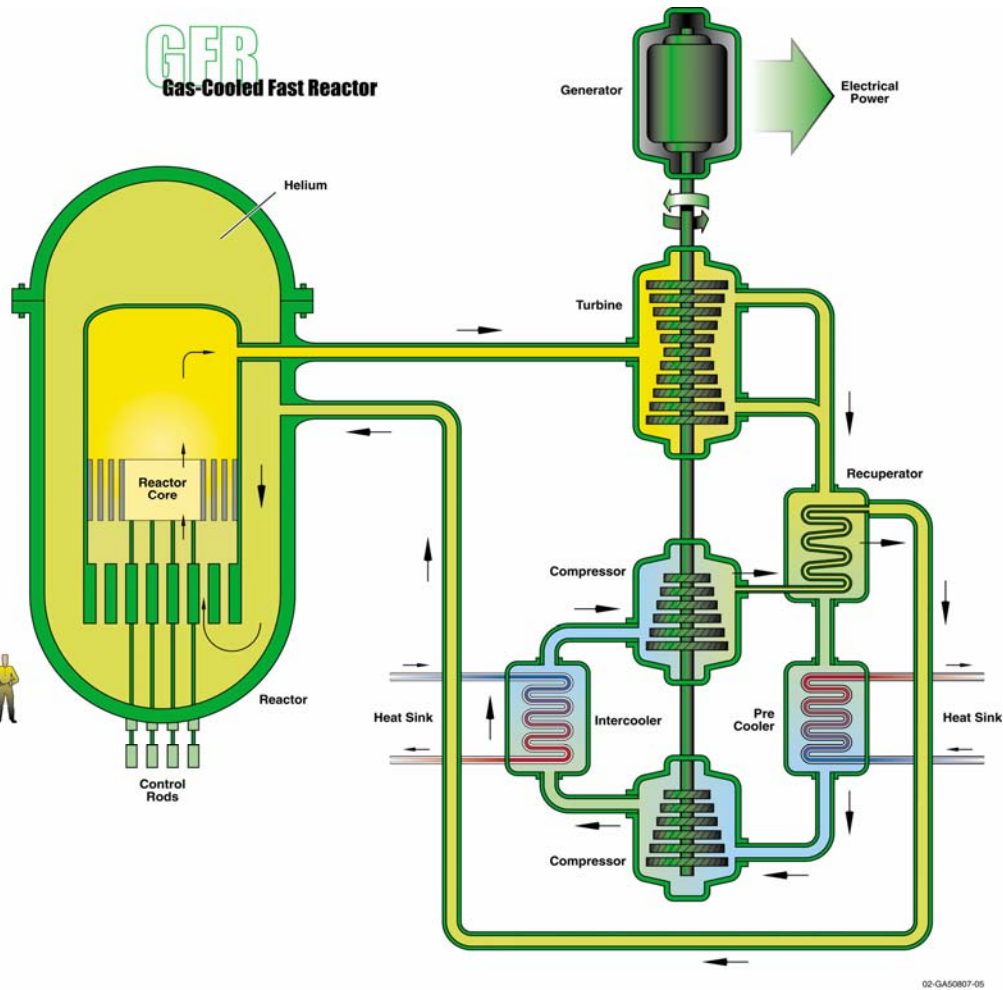 GFR
Gas-Cooled Fast Reactor
Generator
Electrical
Power
Helium
Turbine
Recuperator
Reactor
Core
Compressor
Reactor
Heat Sink
Intercooler
Pre
Cooler
Heat Sink
Control
Rods
Compressor
02-GA50807-05